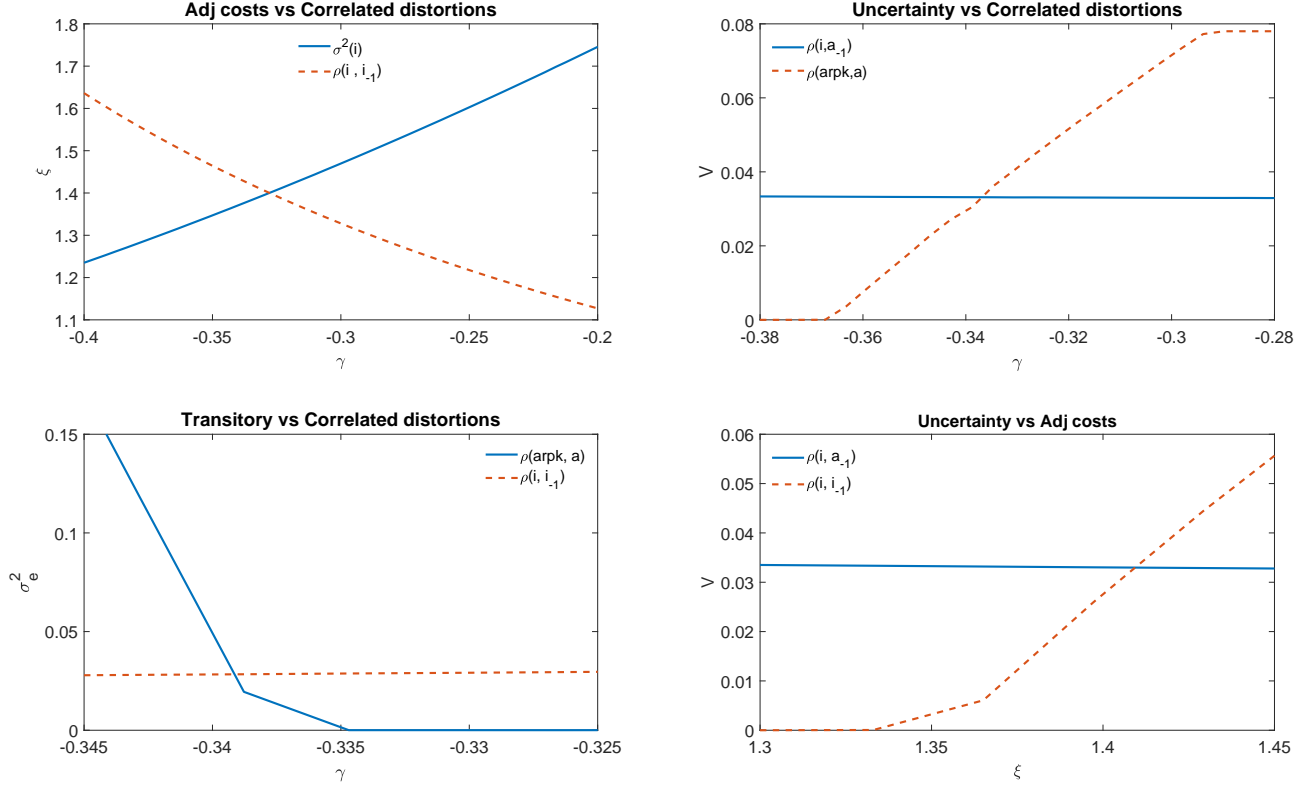 Adj costs vs Correlated distortions
σ²(i)
ρ(i , i₋₁)
1.8
1.7
1.6
1.5
1.4
1.3
1.2
1.1
ξ
-0.4 -0.35 -0.3 -0.25 -0.2
γ
Uncertainty vs Correlated distortions
ρ(i,a₋₁)
ρ(arpk,a)
0.08
0.06
0.04
0.02
0
V
-0.38 -0.36 -0.34 -0.32 -0.3 -0.28
γ
Transitory vs Correlated distortions
ρ(arpk, a)
ρ(i, i₋₁)
0.15
0.1
0.05
0
σ²ₑ
-0.345 -0.34 -0.335 -0.33 -0.325
γ
Uncertainty vs Adj costs
ρ(i, a₋₁)
ρ(i, i₋₁)
0.06
0.05
0.04
0.03
0.02
0.01
0
V
1.3 1.35 1.4 1.45
ξ